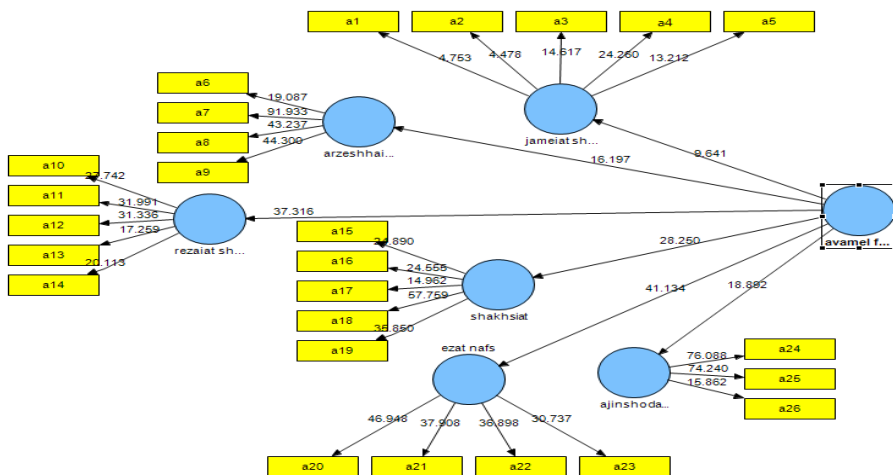 a1
a2
a3
a4
a5
4.753
4.478
14.617
24.260
13.212
jameiat sh...
a6
a7
a8
a9
19.087
91.933
43.237
44.300
arzeshhai...
16.197
9.641
a10
a11
a12
a13
a14
27.742
31.991
31.336
17.259
20.113
rezaiat sh...
37.316
avamel f...
a15
a16
a17
a18
a19
24.890
24.555
14.962
57.759
35.850
shakhsiat
28.250
41.134
18.892
ezat nafs
46.948
37.908
36.898
30.737
a20
a21
a22
a23
ajinshoda...
76.088
74.240
15.862
a24
a25
a26